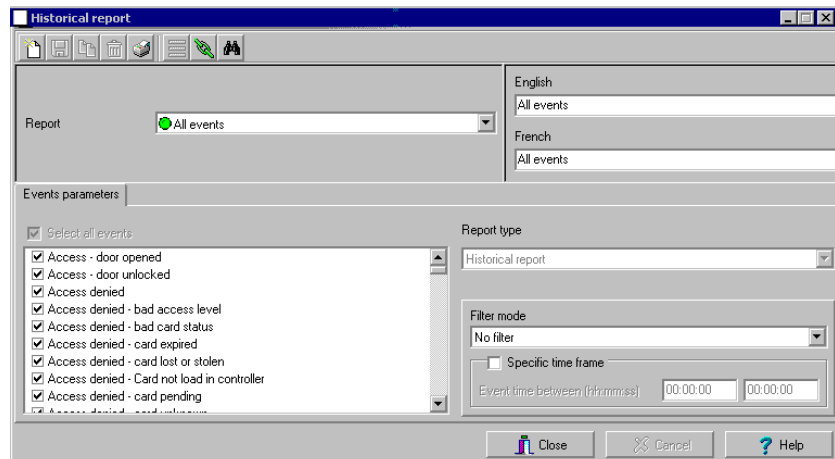 Historical report
English
All events
Report
All events
French
All events
Events parameters
Select all events
Access - door opened
Access - door unlocked
Access denied
Access denied - bad access level
Access denied - bad card status
Access denied - card expired
Access denied - card lost or stolen
Access denied - Card not load in controller
Access denied - card pending
Access denied - card unknown
Report type
Historical report
Filter mode
No filter
Specific time frame
Event time between (hh:mm:ss) 00:00:00 00:00:00
Close Cancel Help